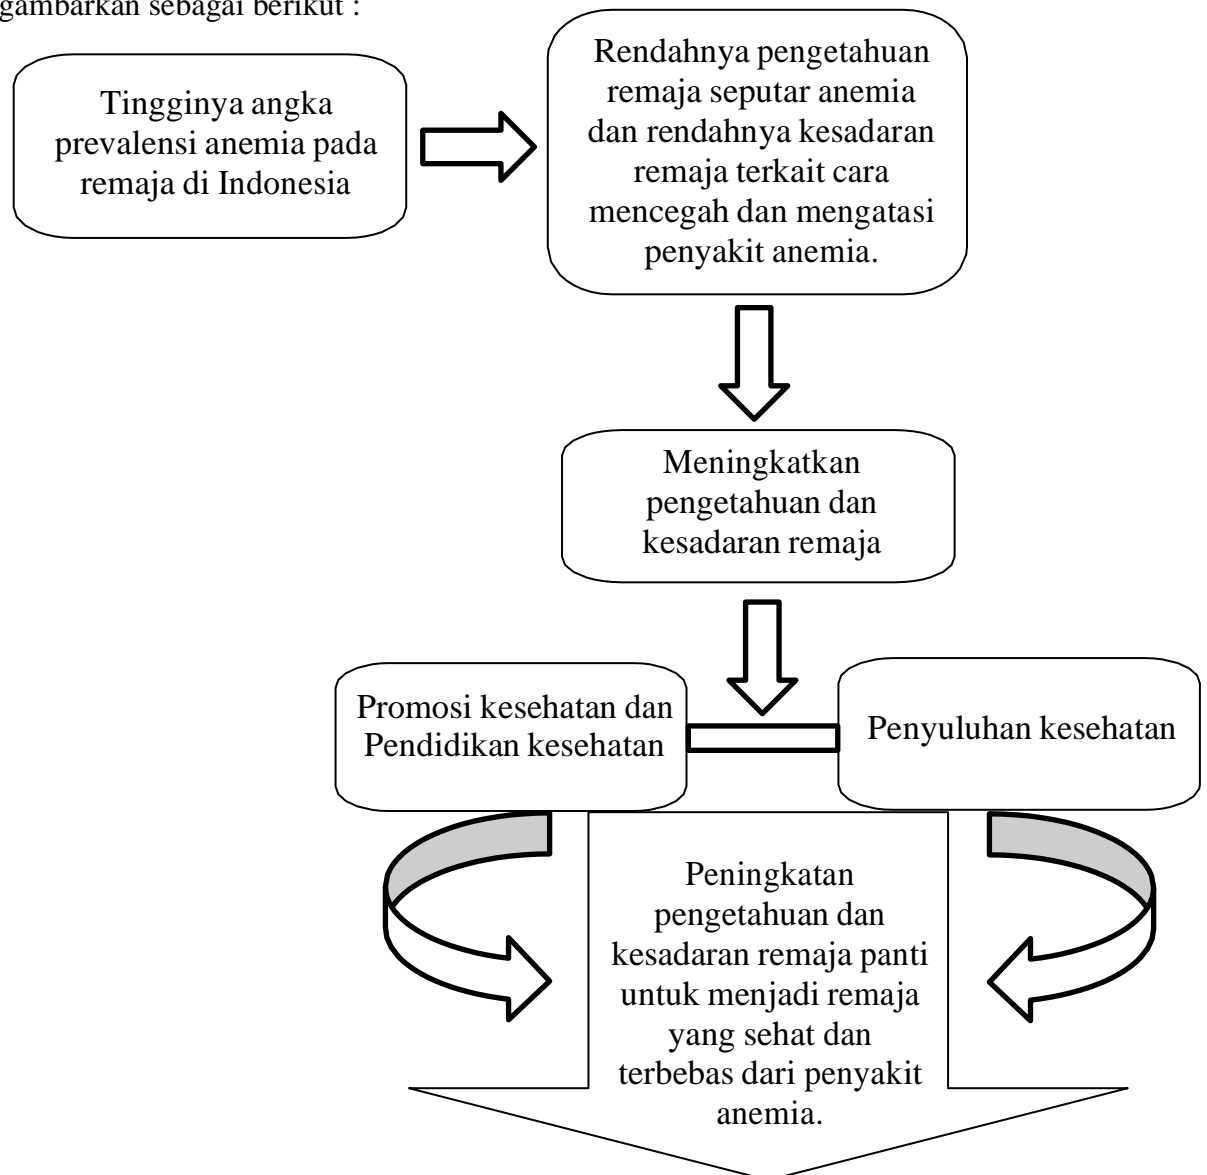 gambarkan sebagai berikut :
Tingginya angka
prevalensi anemia pada
remaja di Indonesia
Rendahnya pengetahuan
remaja seputar anemia
dan rendahnya kesadaran
remaja terkait cara
mencegah dan mengatasi
penyakit anemia.
Meningkatkan
pengetahuan dan
kesadaran remaja
Promosi kesehatan dan
Pendidikan kesehatan
Penyuluhan kesehatan
Peningkatan
pengetahuan dan
kesadaran remaja panti
untuk menjadi remaja
yang sehat dan
terbebas dari penyakit
anemia.